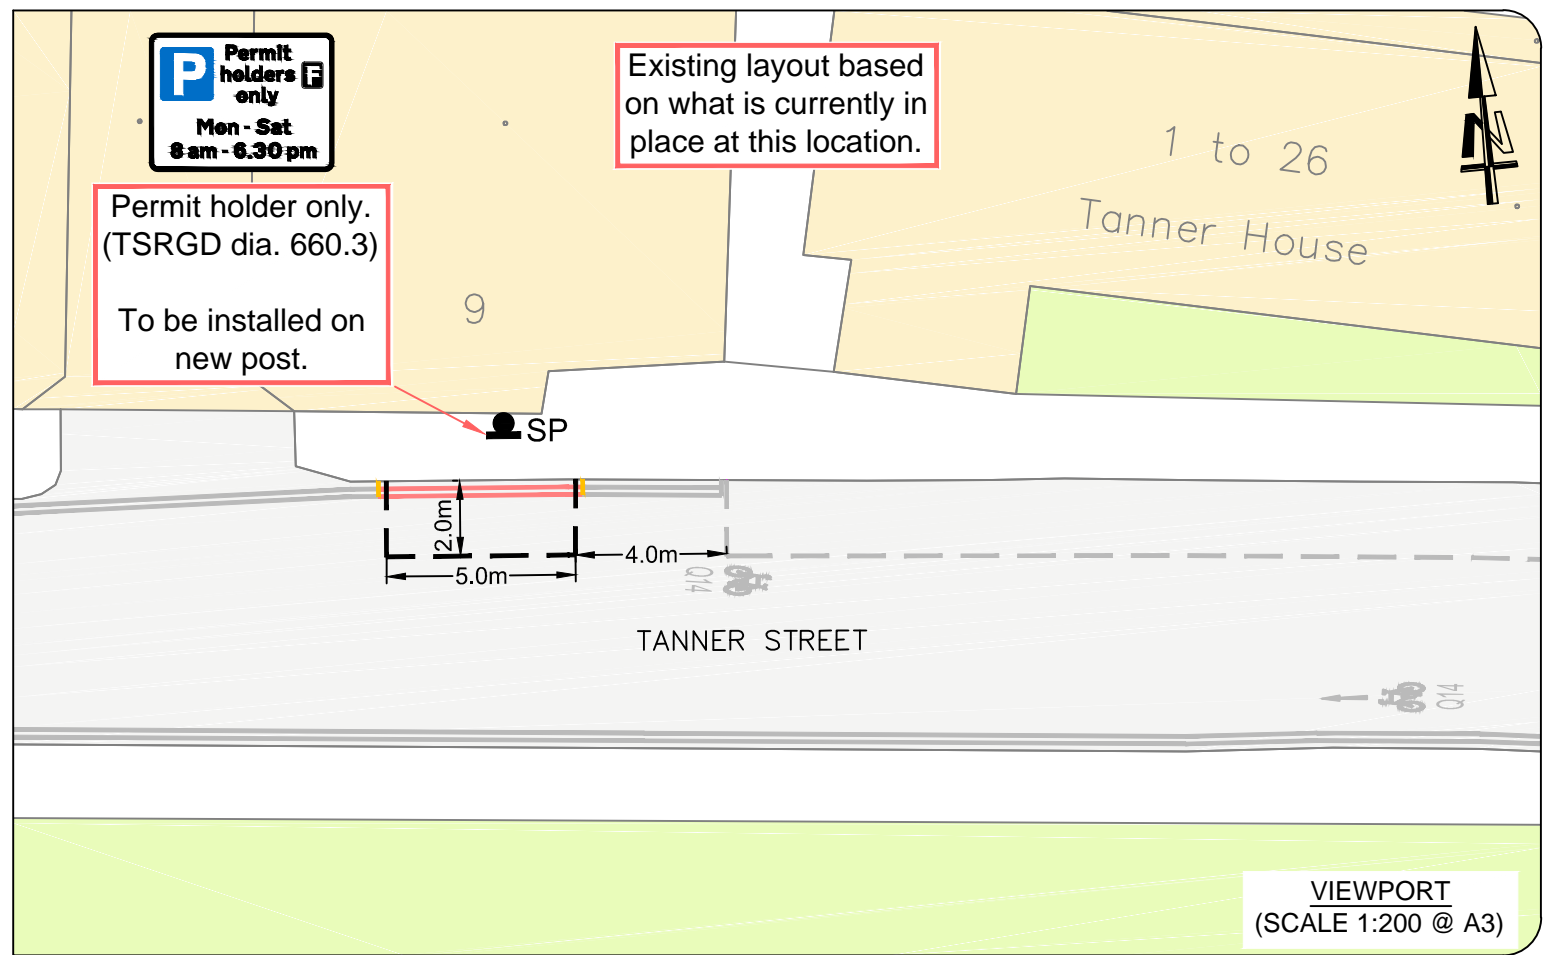 P Permit
holders F
only
Mon - Sat
8 am - 6.30 pm
Permit holder only.
(TSRGD dia. 660.3)
To be installed on
new post.
Existing layout based
on what is currently in
place at this location.
1 to 26
Tanner House
N
9
SP
2.0m
5.0m
4.0m
Q14
TANNER STREET
Q14
VIEWPORT
(SCALE 1:200 @ A3)